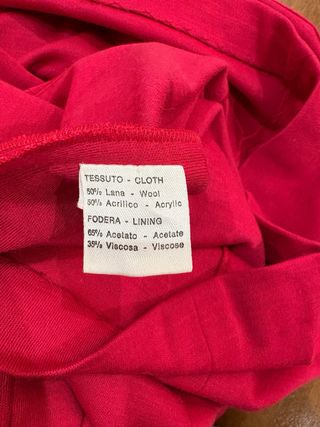 TESSUTO - CLOTH
50% Lana - Wool
50% Acrilico - Acrylic
FODERA - LINING
65% Acetato - Acetate
35% Viscosa - Viscose